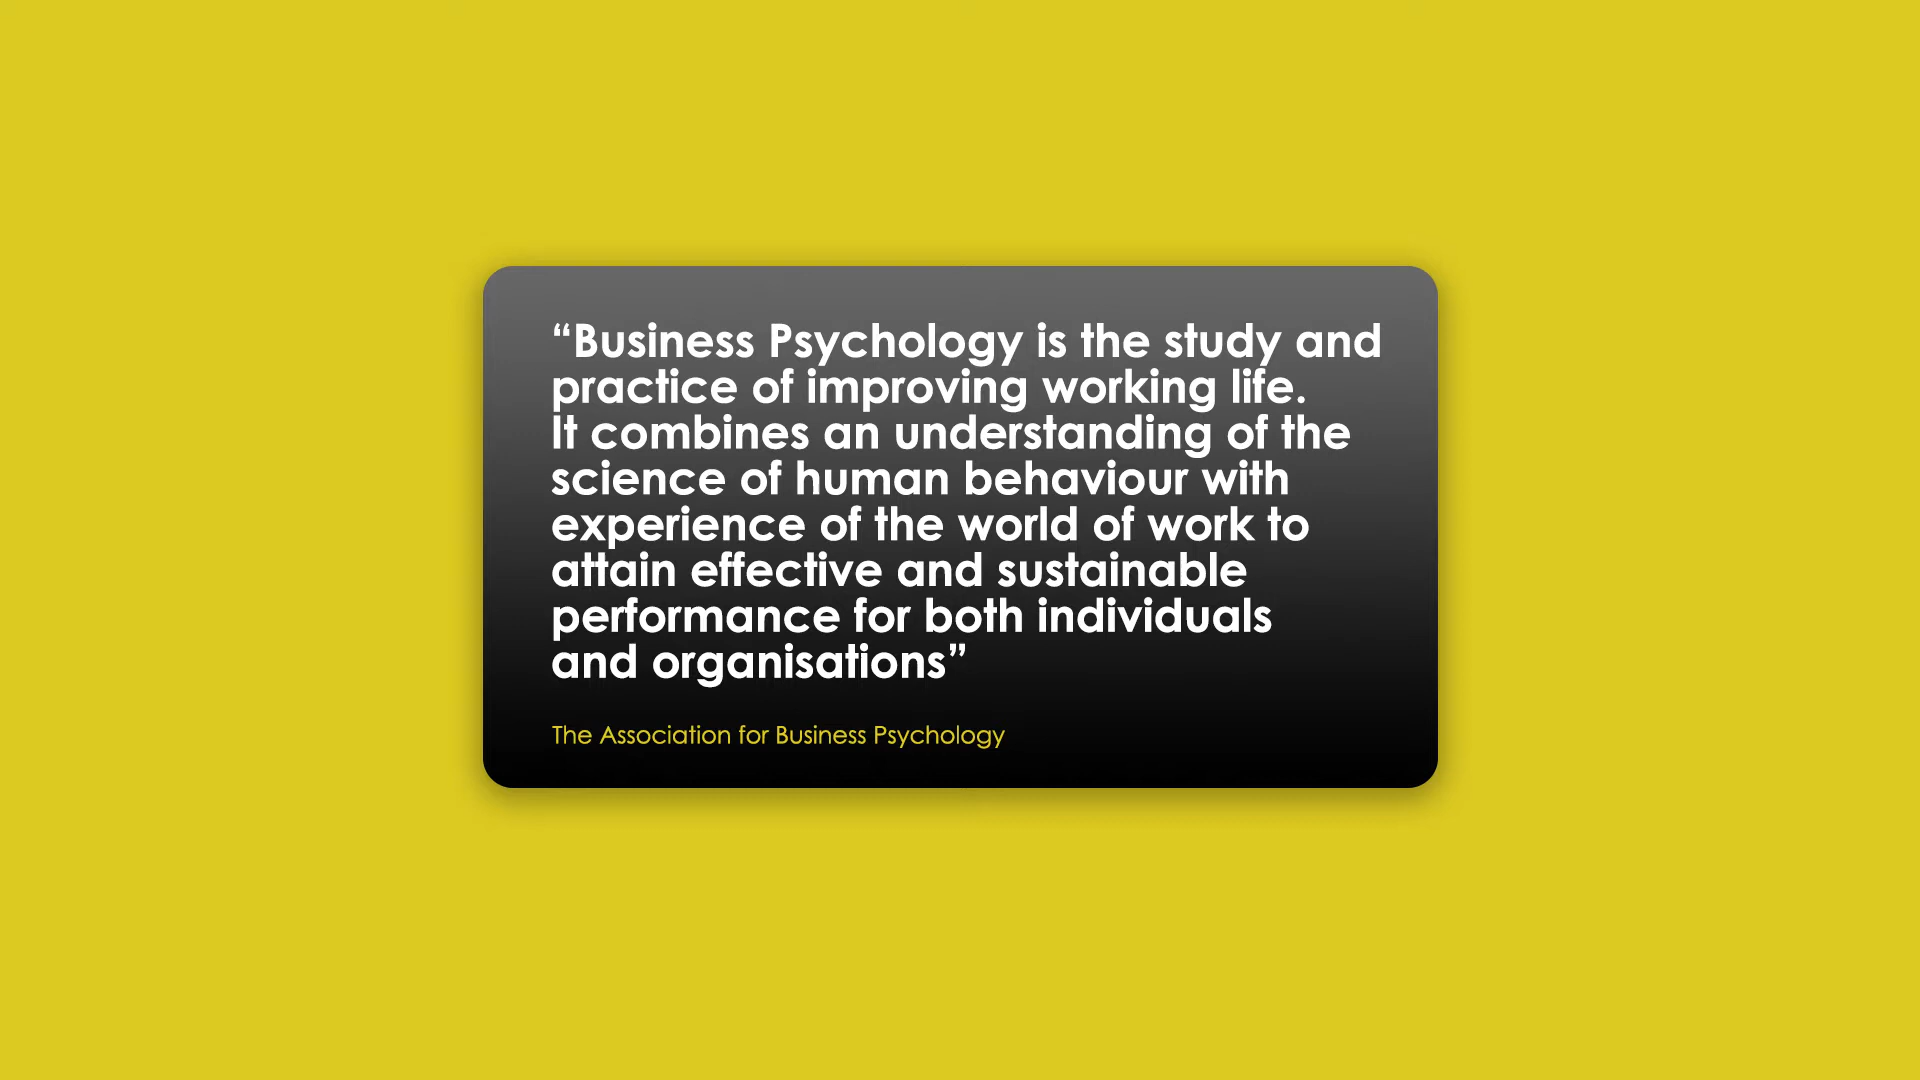 “Business Psychology is the study and
practice of improving working life.
It combines an understanding of the
science of human behaviour with
experience of the world of work to
attain effective and sustainable
performance for both individuals
and organisations”
The Association for Business Psychology